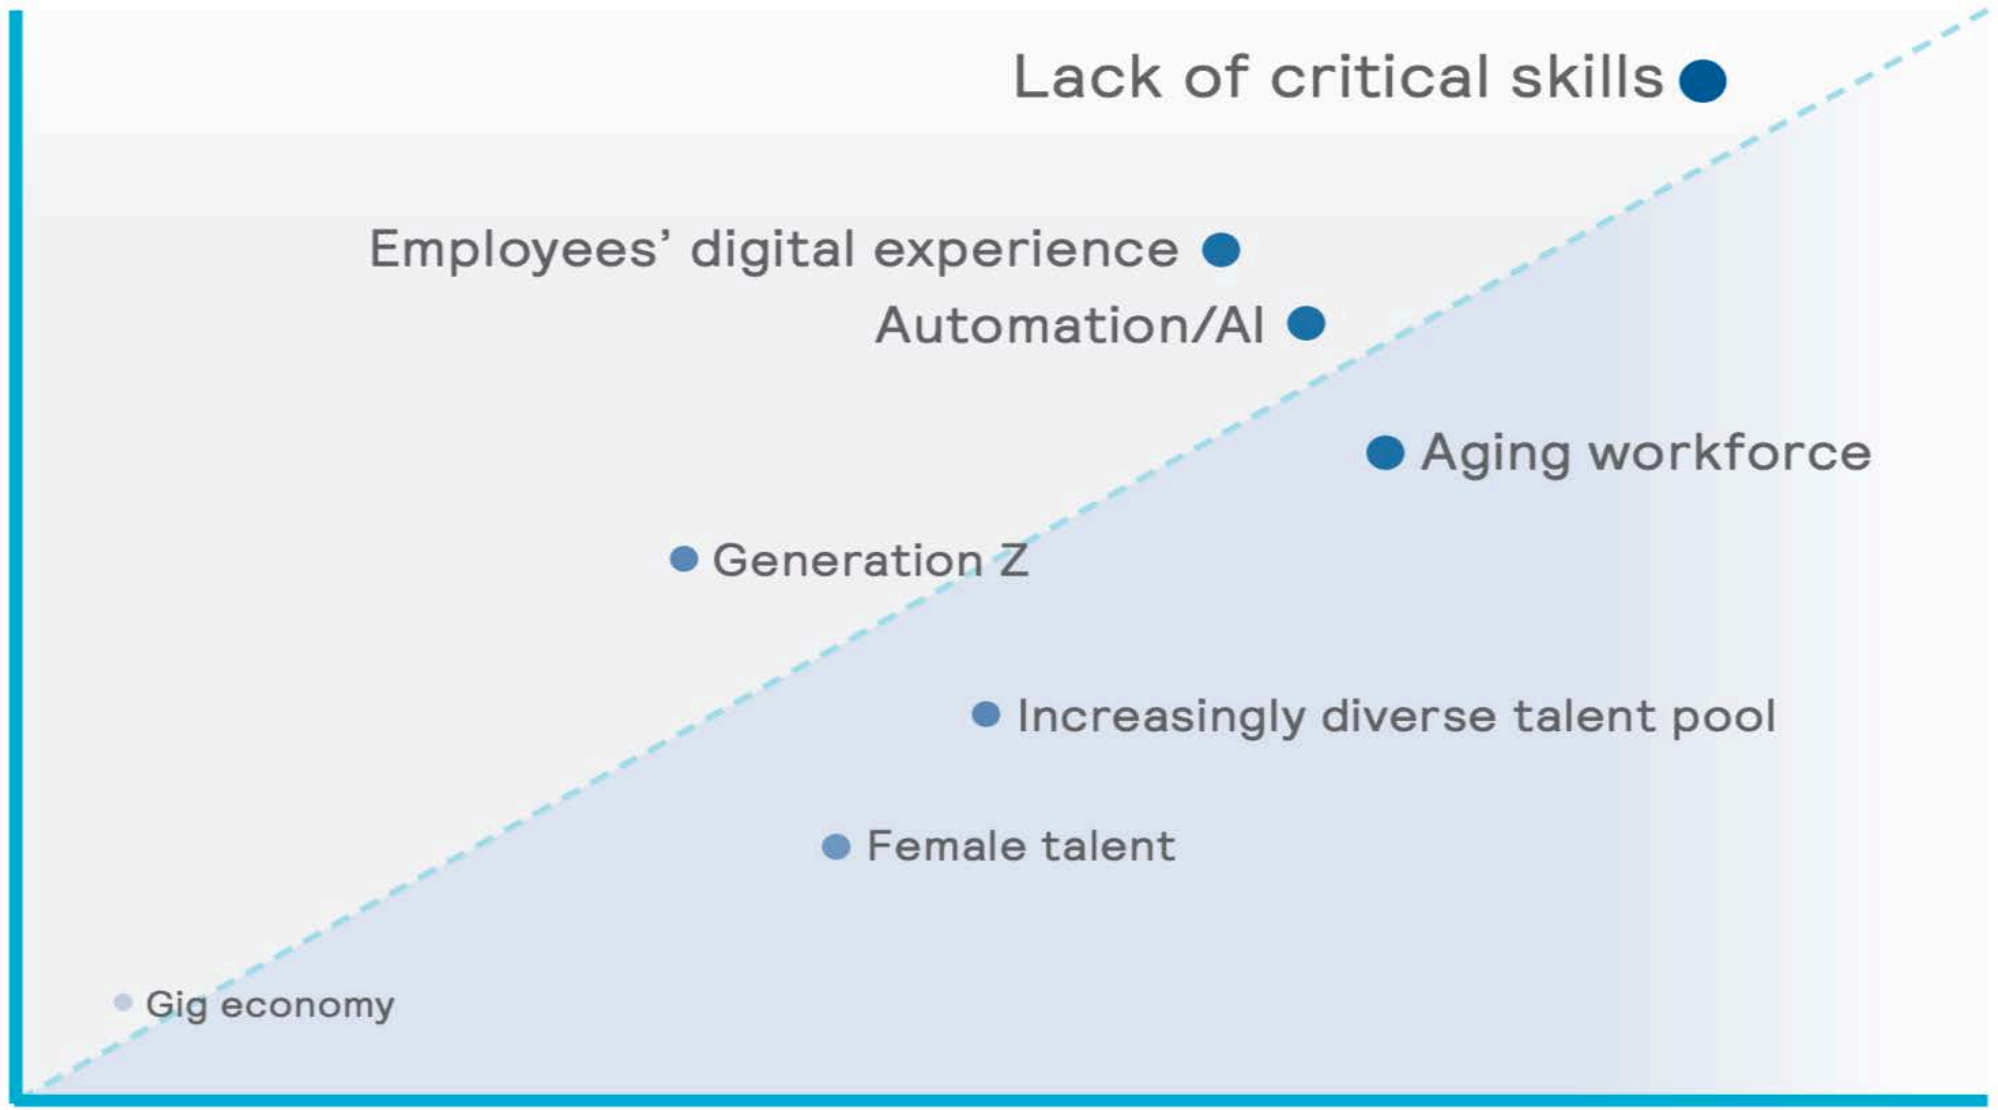 Lack of critical skills
Employees’ digital experience
Automation/AI
Aging workforce
Generation Z
Increasingly diverse talent pool
Female talent
Gig economy